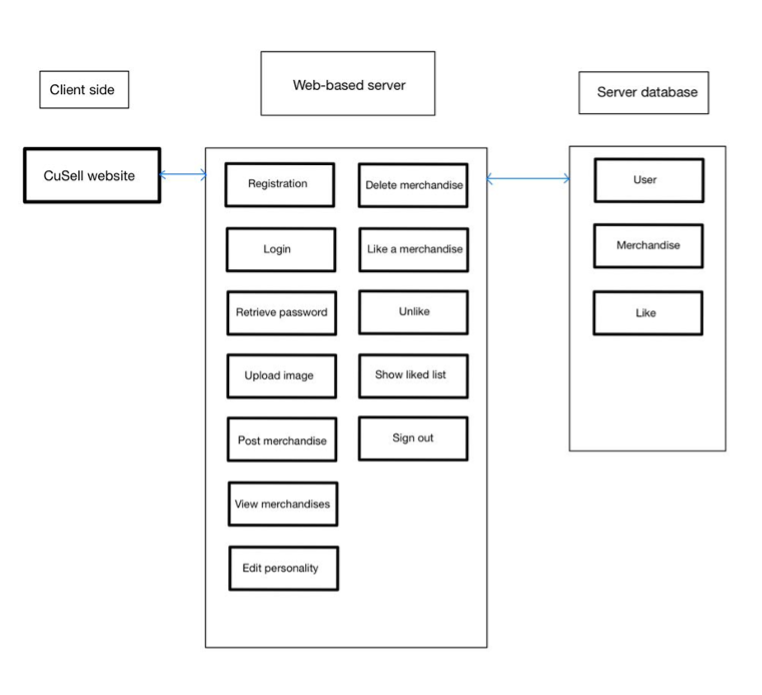 Client side
Web-based server
Server database
CuSell website
Registration
Delete merchandise
Login
Like a merchandise
Retrieve password
Unlike
Upload image
Show liked list
Post merchandise
Sign out
View merchandises
Edit personality
User
Merchandise
Like